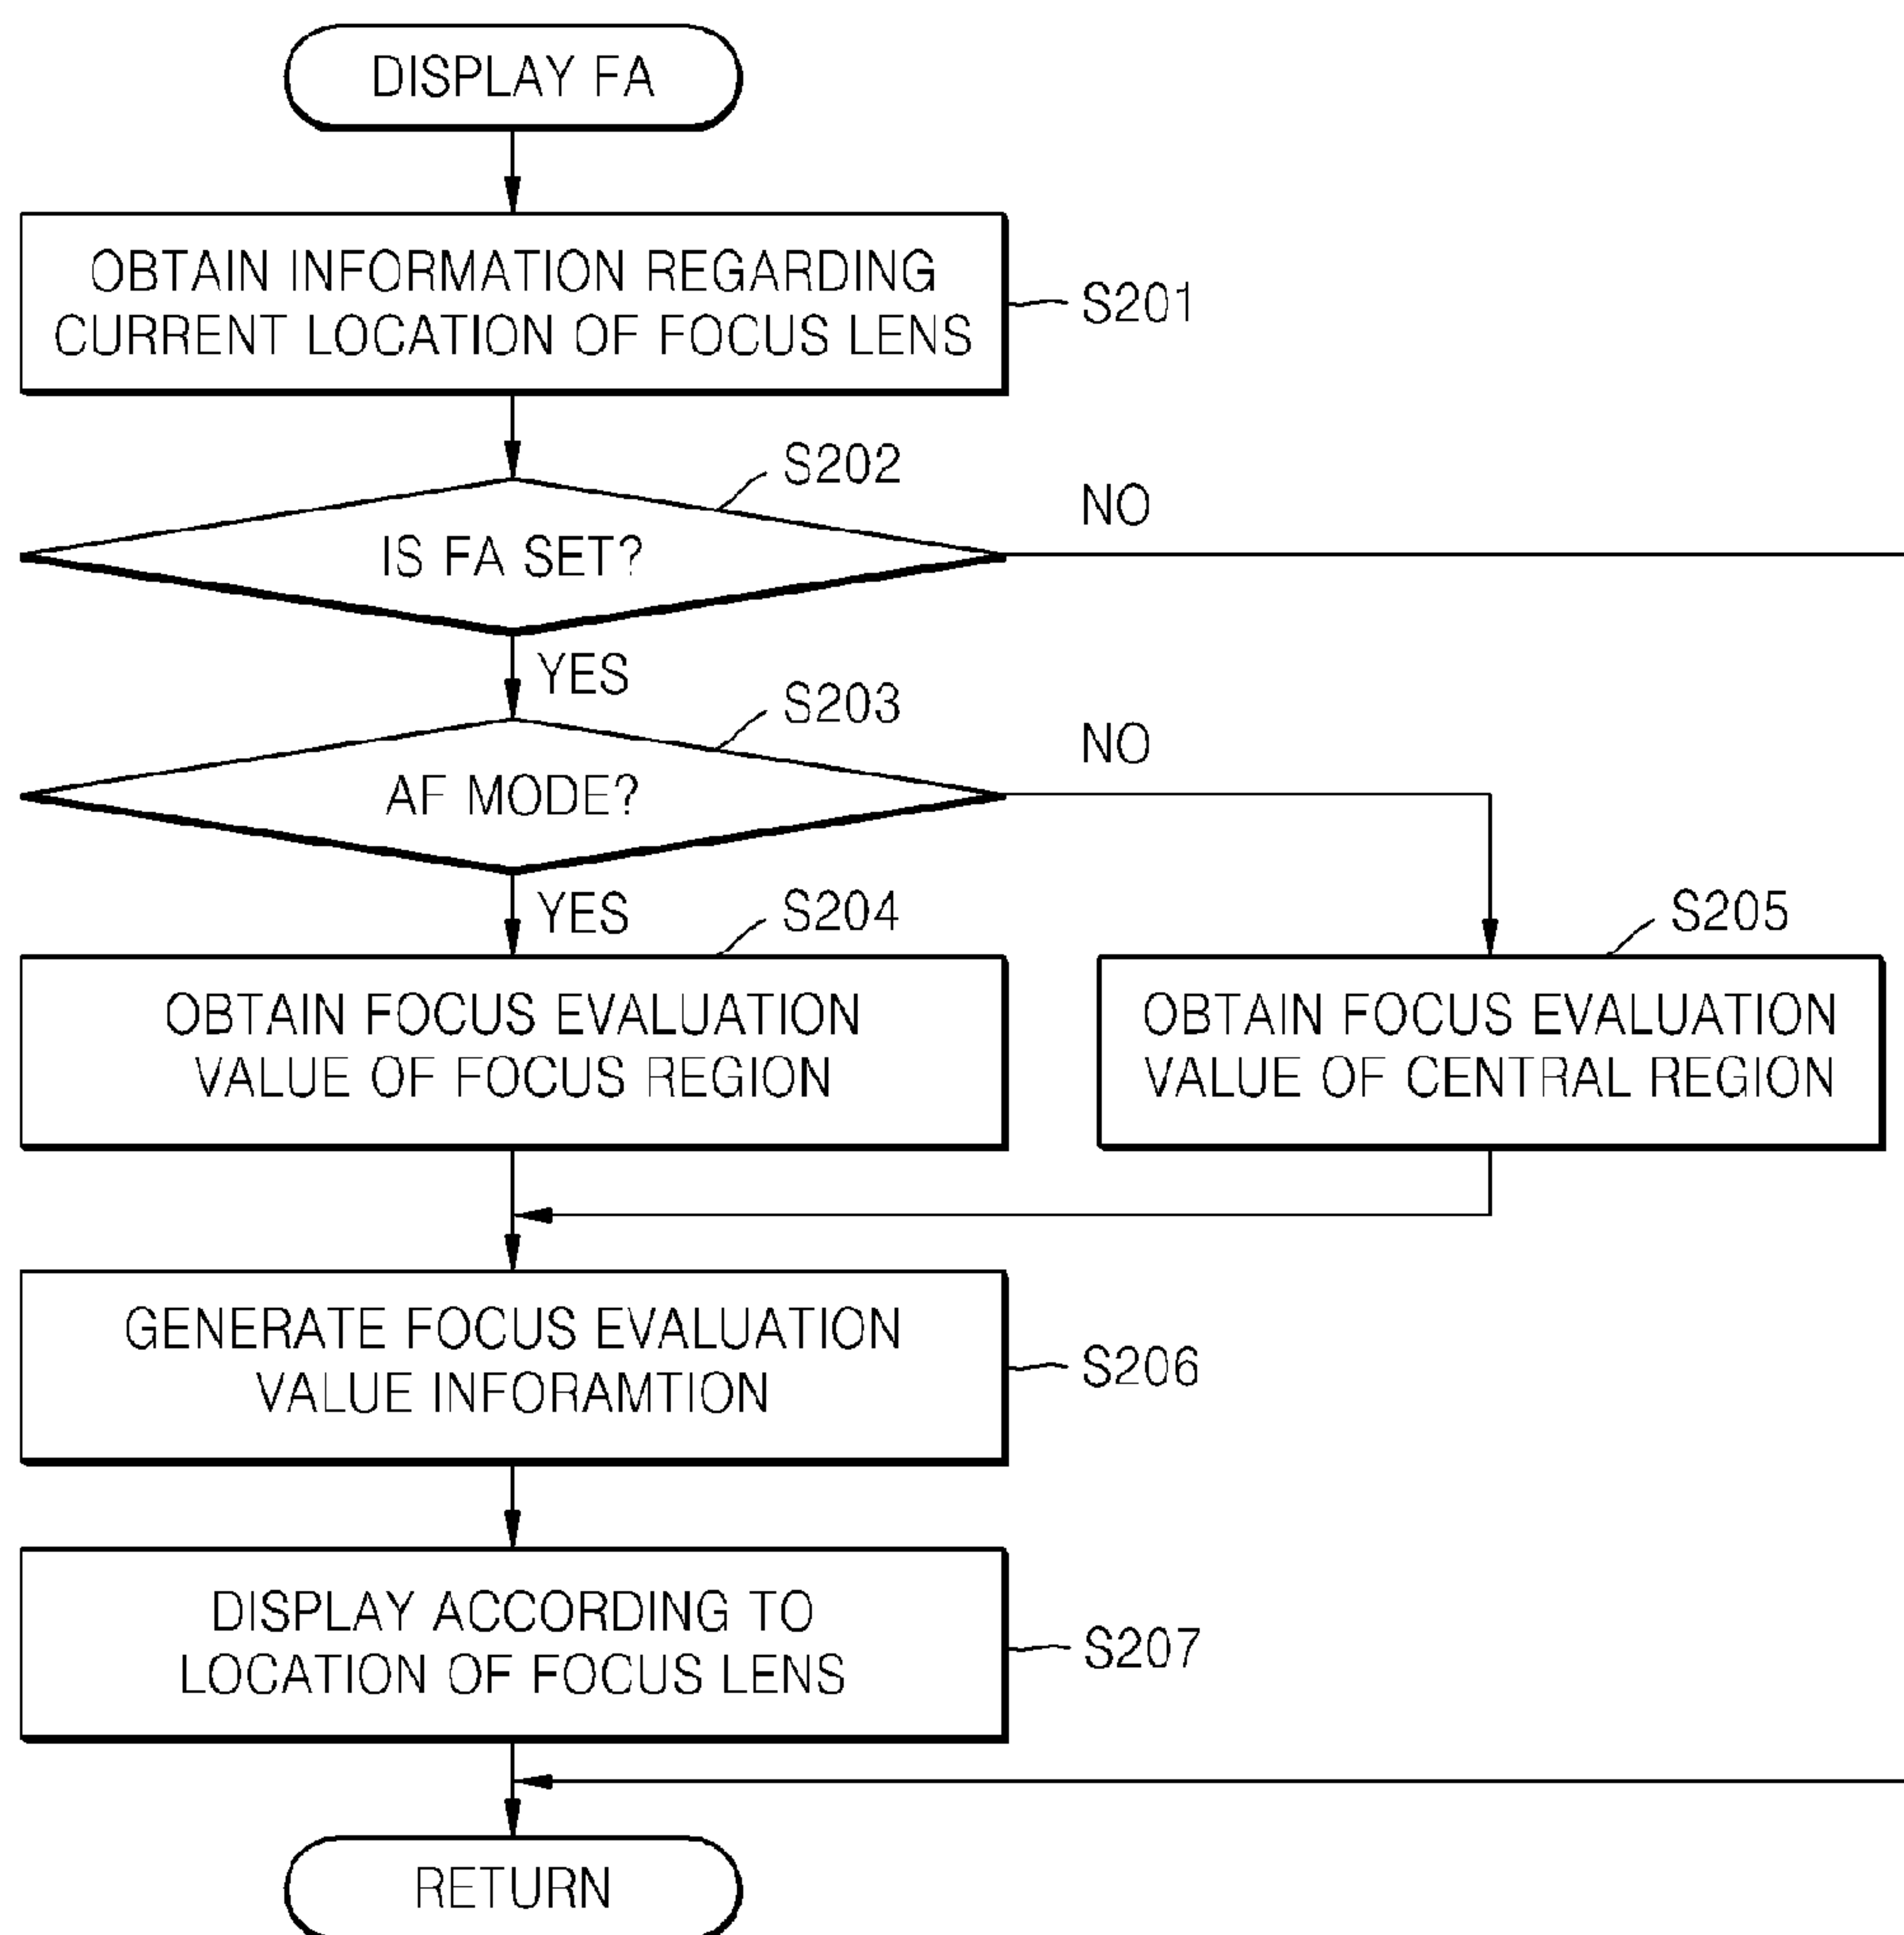 DISPLAY FA
OBTAIN INFORMATION REGARDING
CURRENT LOCATION OF FOCUS LENS
S201
S202
NO
IS FA SET?
YES
S203
NO
AF MODE?
YES
S204
S205
OBTAIN FOCUS EVALUATION
VALUE OF FOCUS REGION
OBTAIN FOCUS EVALUATION
VALUE OF CENTRAL REGION
GENERATE FOCUS EVALUATION
VALUE INFORAMTION
S206
DISPLAY ACCORDING TO
LOCATION OF FOCUS LENS
S207
RETURN